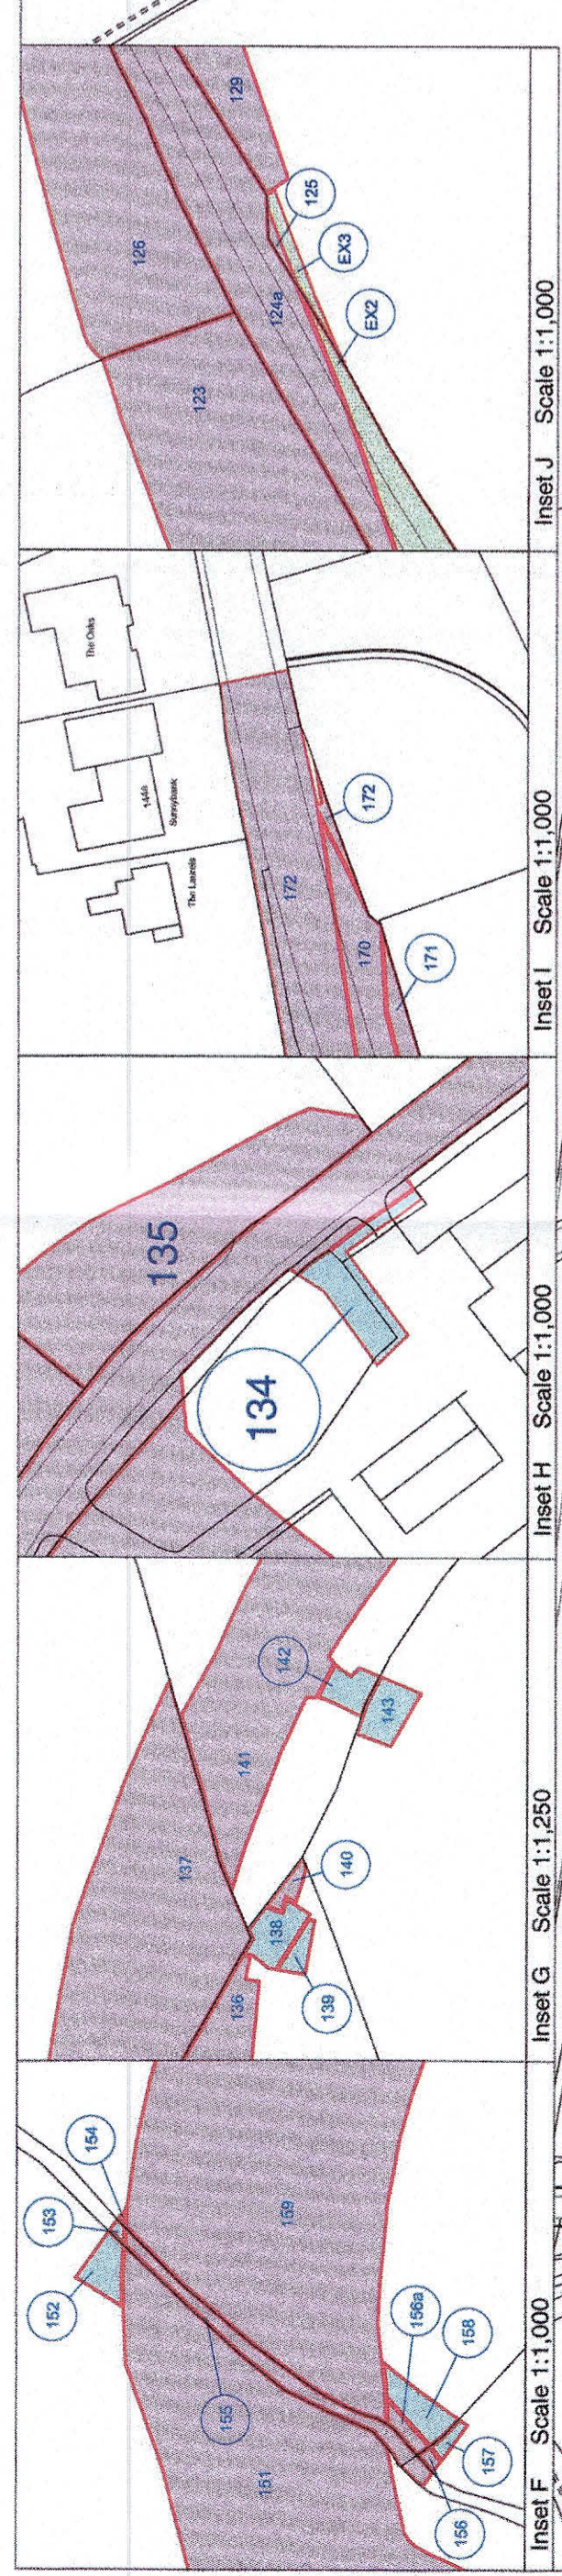 Inset F Scale 1:1,000
151
152
153
154
155
159
156a
158
157
156
Inset G Scale 1:1,250
136
137
138
139
140
141
142
143
Inset H Scale 1:1,000
134
135
Inset I Scale 1:1,000
The Laurels
144a
Sunnybank
The Oaks
172
170
171
172
Inset J Scale 1:1,000
123
126
124a
129
125
EX3
EX2